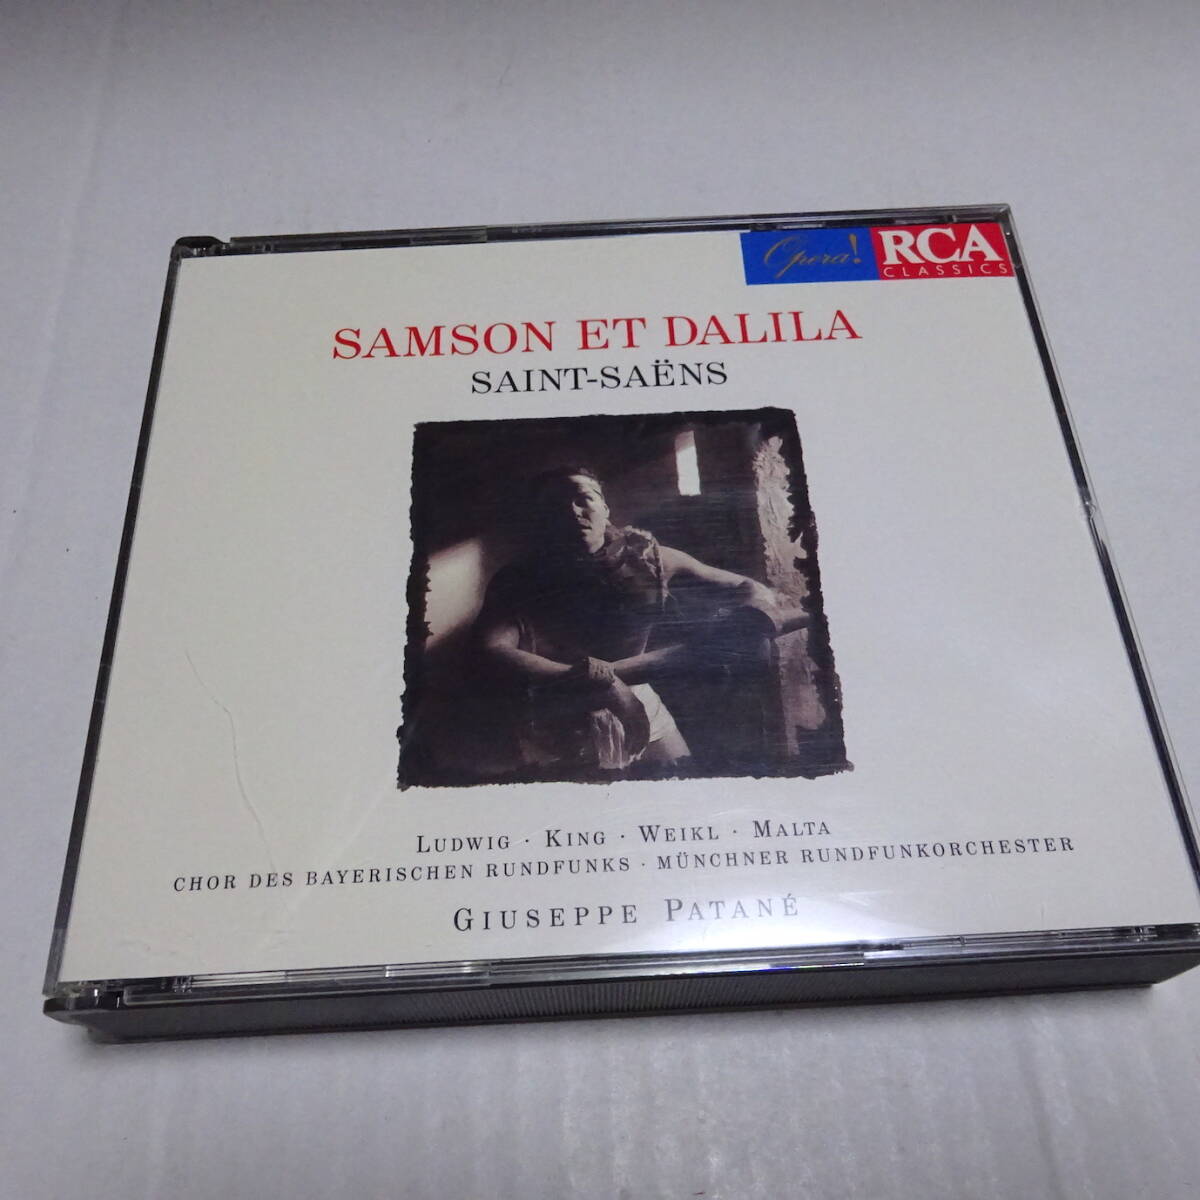 Opera! RCA
CLASSICS
SAMSON ET DALILA
SAINT-SAËNS
LUDWIG · KING · WEIKL · MALTA
CHOR DES BAYERISCHEN RUNDFUNKS · MÜNCHNER RUNDFUNKORCHESTER
GIUSEPPE PATANÉ